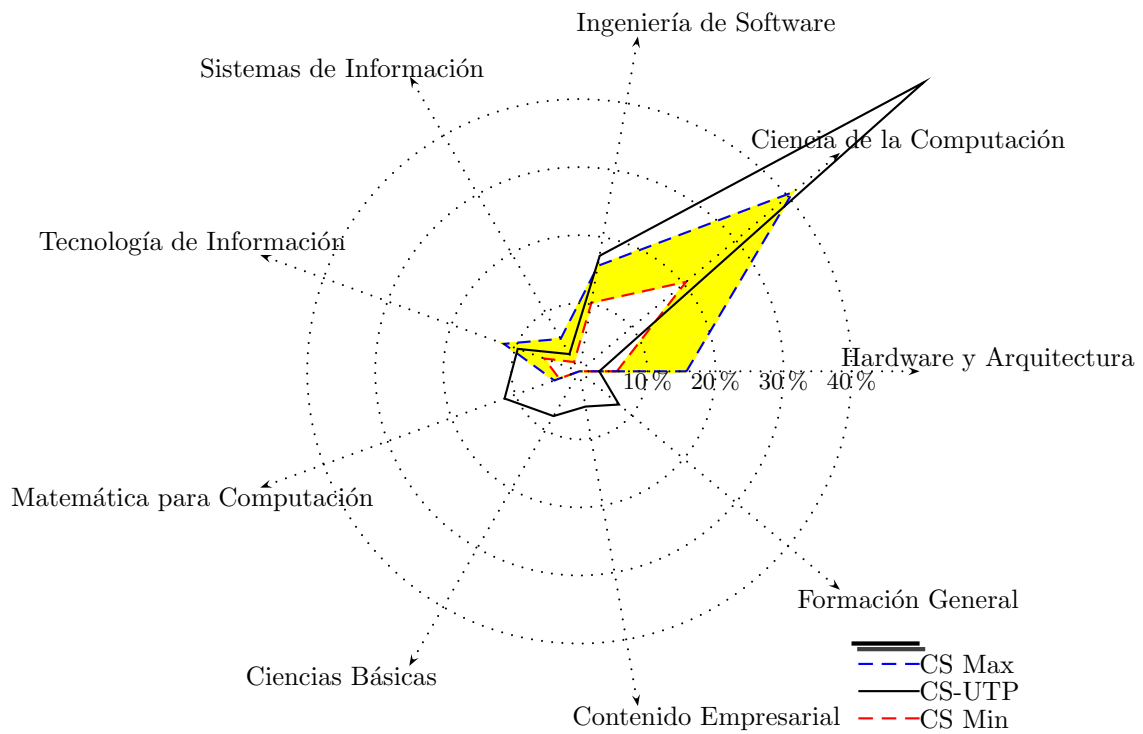 Ingeniería de Software
Sistemas de Información
Ciencia de la Computación
Tecnología de Información
Hardware y Arquitectura
10 % 20 % 30 % 40 %
Matemática para Computación
Formación General
Ciencias Básicas
Contenido Empresarial
CS Max
CS-UTP
CS Min